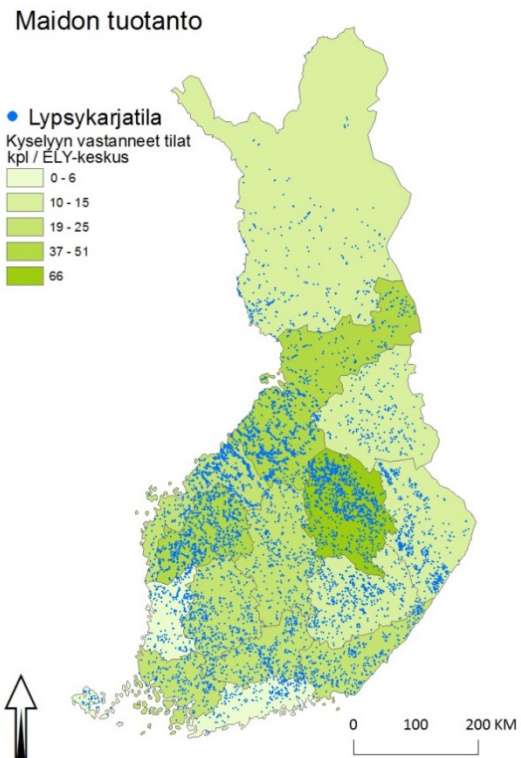 Maidon tuotanto
Lypsykarjatila
Kyselyyn vastanneet tilat
kpl / ELY-keskus
0 - 6
10 - 15
19 - 25
37 - 51
66
0 100 200 KM